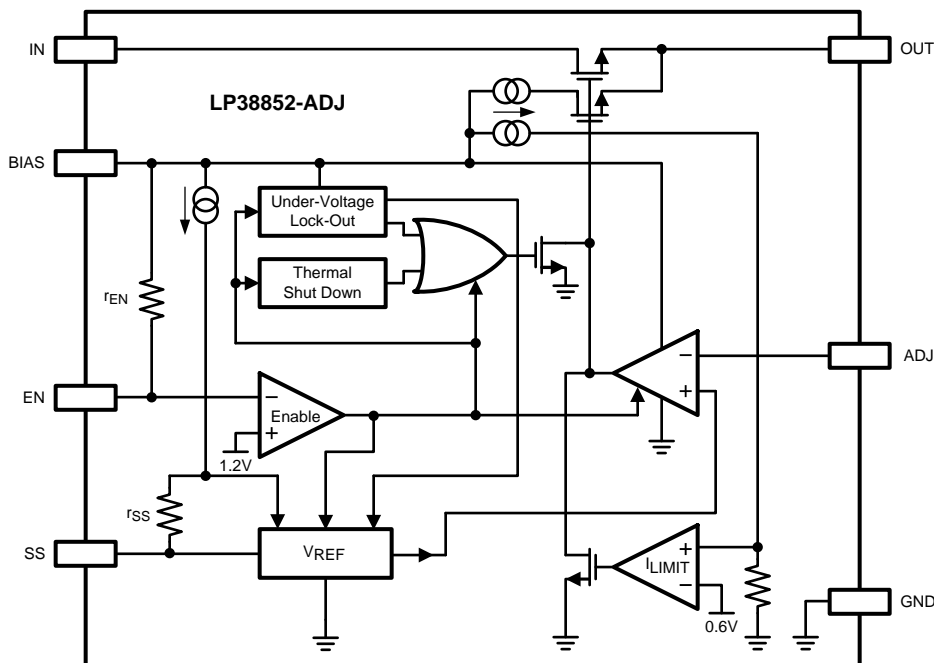 IN
OUT
LP38852-ADJ
BIAS
Under-Voltage
Lock-Out
Thermal
Shut Down
rEN
ADJ
−
+
EN
−
Enable
+
1.2V
rSS
SS
VREF
+
ILIMIT
−
0.6V
GND